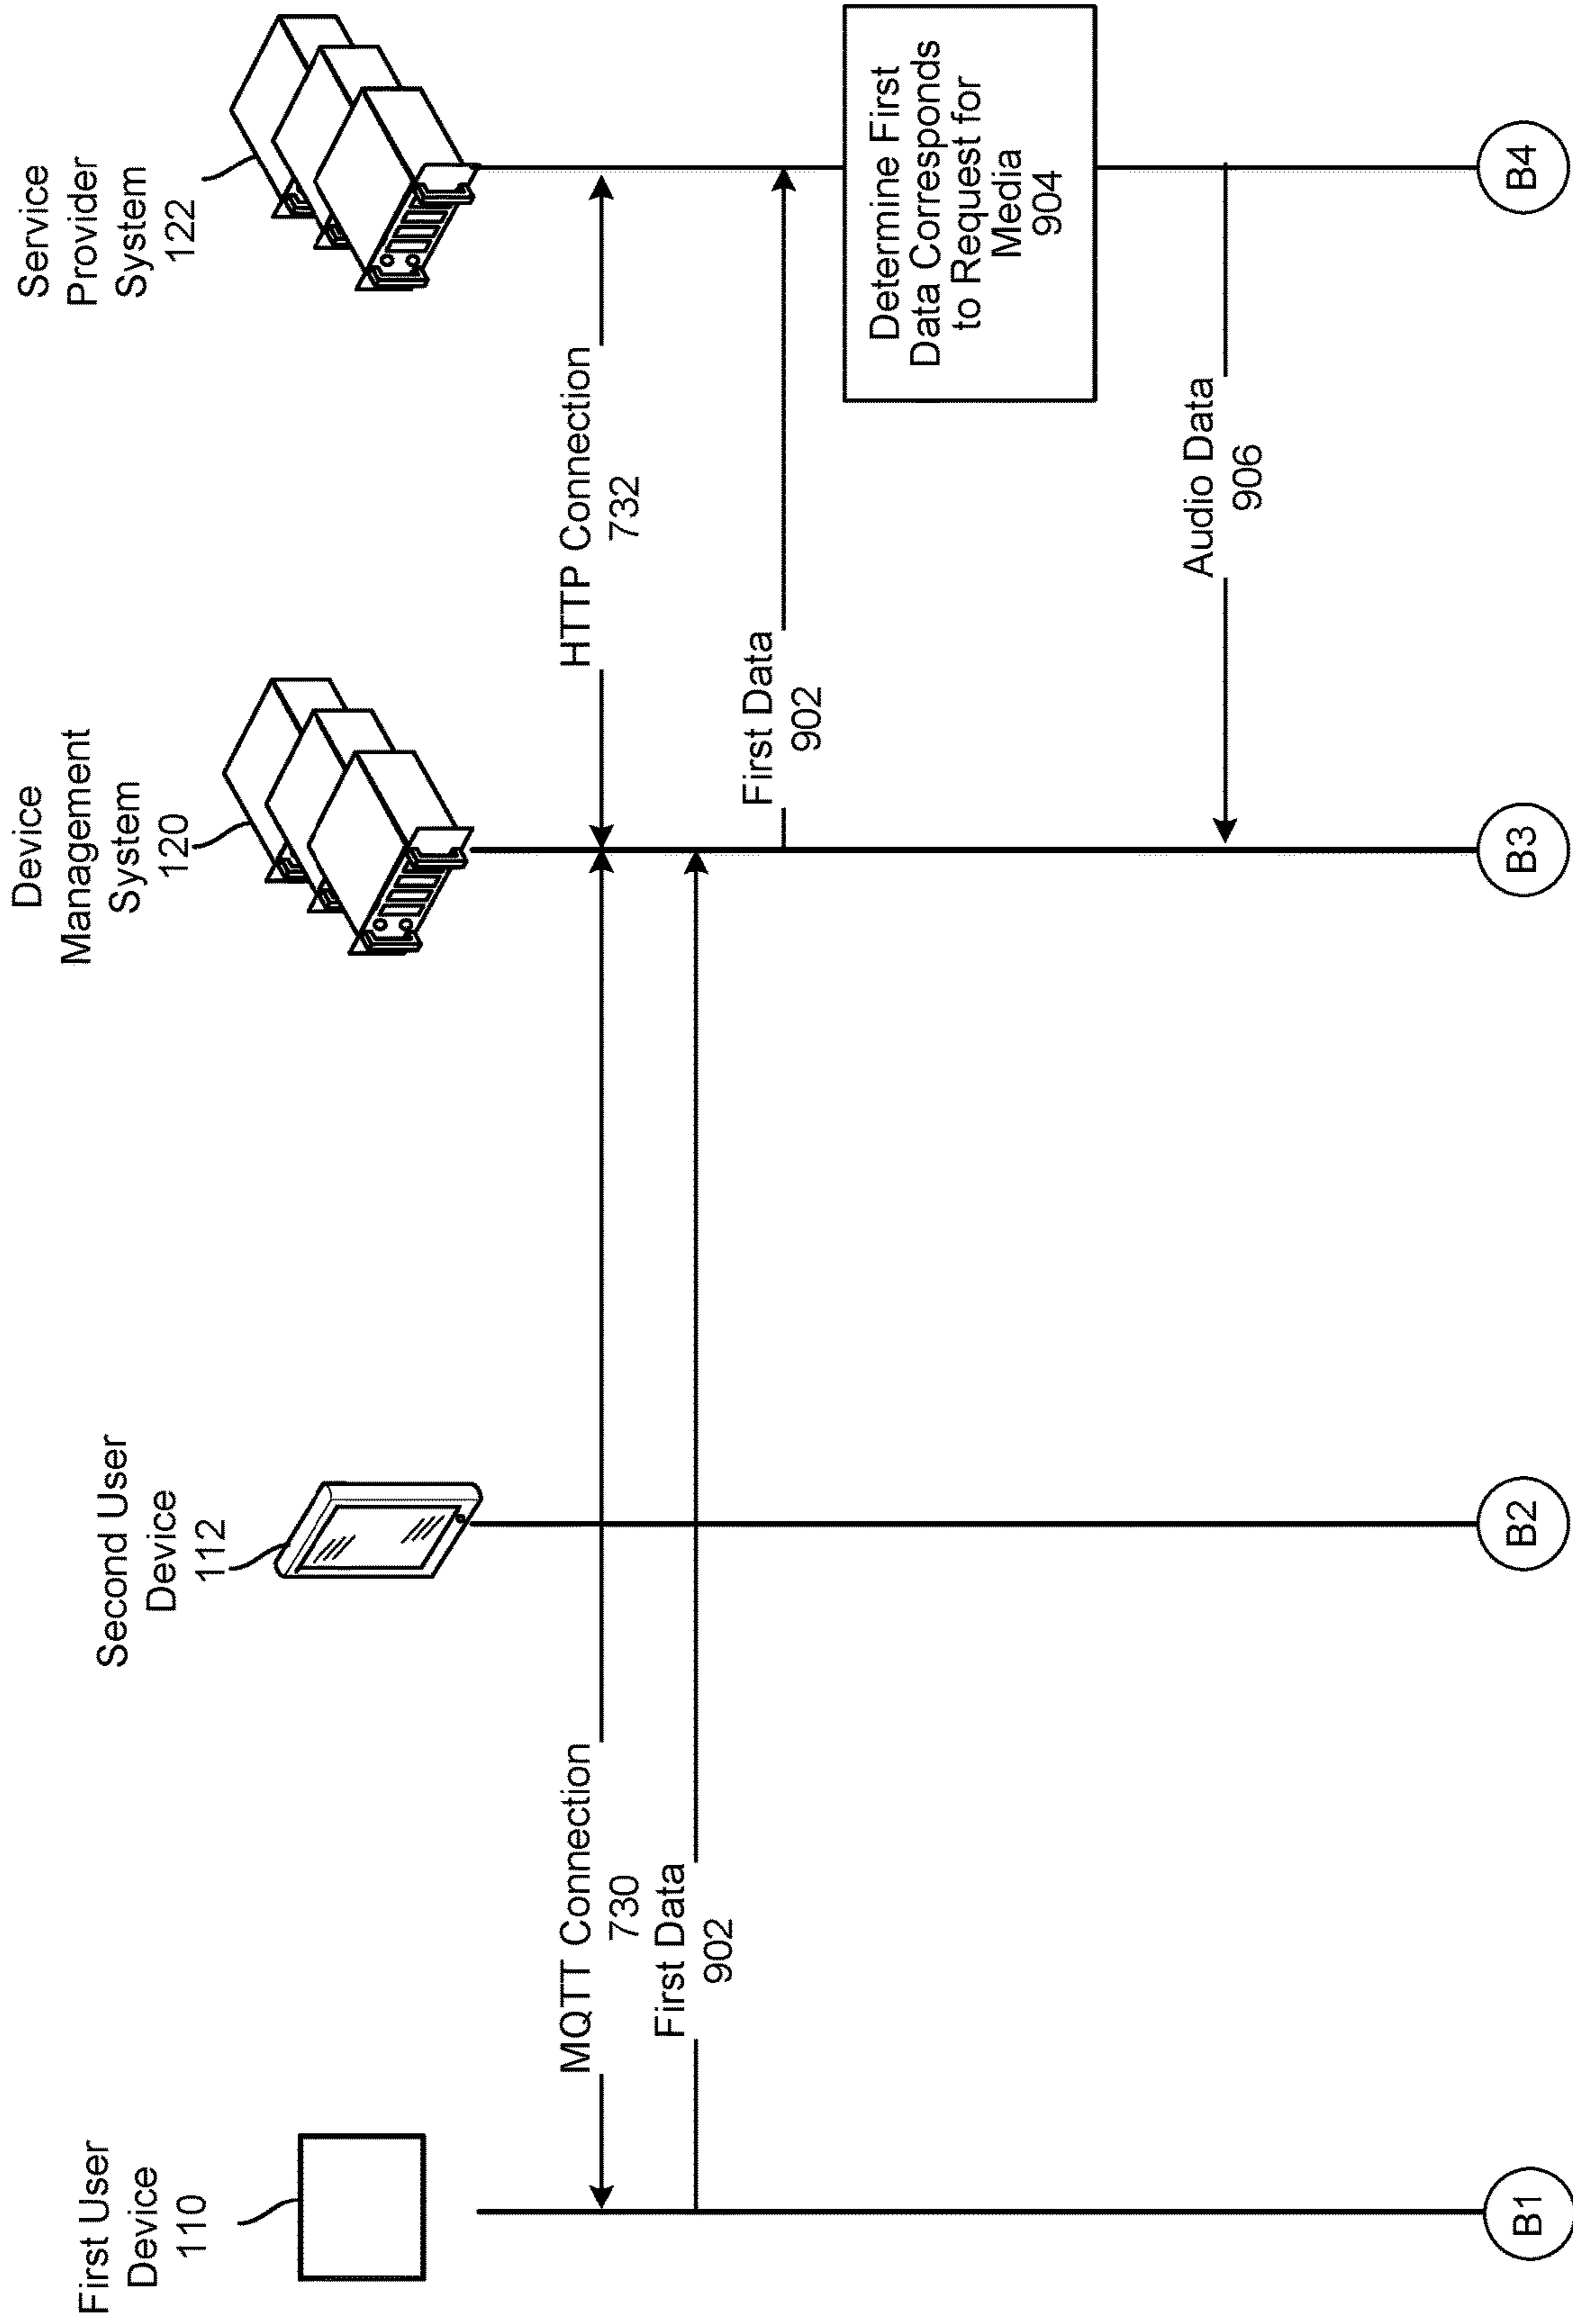 First User
Device
110
Second User
Device
112
Device
Management
System
120
Service
Provider
System
122
MQTT Connection
730
HTTP Connection
732
First Data
902
First Data
902
Determine First
Data Corresponds
to Request for
Media
904
Audio Data
906
B1
B2
B3
B4